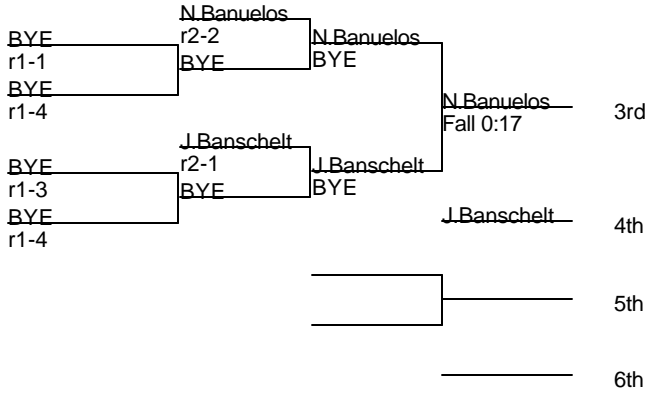 N.Banuelos
BYE
r2-2
N.Banuelos
r1-1
BYE
BYE
BYE
r1-4
N.Banuelos
3rd
Fall 0:17
J.Banschelt
BYE
r2-1
J.Banschelt
r1-3
BYE
BYE
BYE
r1-4
J.Banschelt
4th
5th
6th